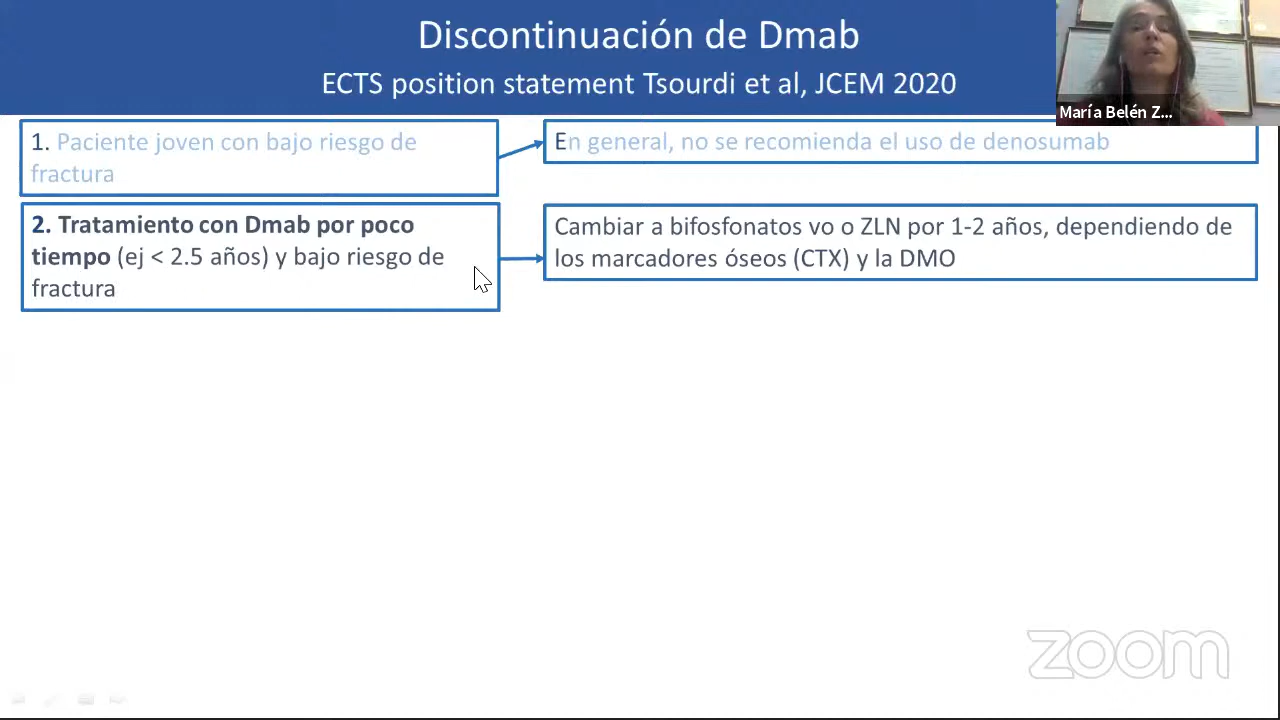 Discontinuación de Dmab
ECTS position statement Tsourdi et al, JCEM 2020
María Belén Z...
1. Paciente joven con bajo riesgo de
fractura
En general, no se recomienda el uso de denosumab
2. Tratamiento con Dmab por poco
tiempo (ej < 2.5 años) y bajo riesgo de
fractura
Cambiar a bifosfonatos vo o ZLN por 1-2 años, dependiendo de
los marcadores óseos (CTX) y la DMO
zoom